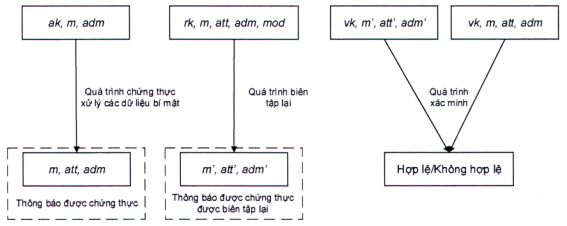 ak, m, adm
rk, m, att, adm, mod
vk, m’, att’, adm’
vk, m, att, adm
Quá trình chứng thực
xử lý các dữ liệu bí mật
Quá trình biên
tập lại
Quá trình
xác minh
m, att, adm
m’, att’, adm’
Hợp lệ/Không hợp lệ
Thông báo được chứng thực
Thông báo được chứng thực
được biên tập lại